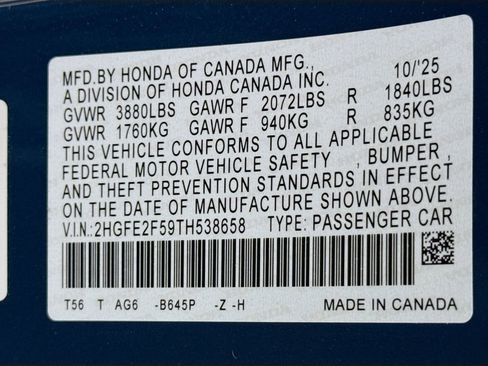 MFD.BY HONDA OF CANADA MFG., 10/'25
A DIVISION OF HONDA CANADA INC.
GVWR 3880LBS GAWR F 2072LBS R 1840LBS
GVWR 1760KG GAWR F 940KG R 835KG
THIS VEHICLE CONFORMS TO ALL APPLICABLE
FEDERAL MOTOR VEHICLE SAFETY , BUMPER ,
AND THEFT PREVENTION STANDARDS IN EFFECT
ON THE DATE OF MANUFACTURE SHOWN ABOVE.
V.I.N.:2HGFE2F59TH538658 TYPE: PASSENGER CAR
T56 T AG6 -B645P -Z -H MADE IN CANADA